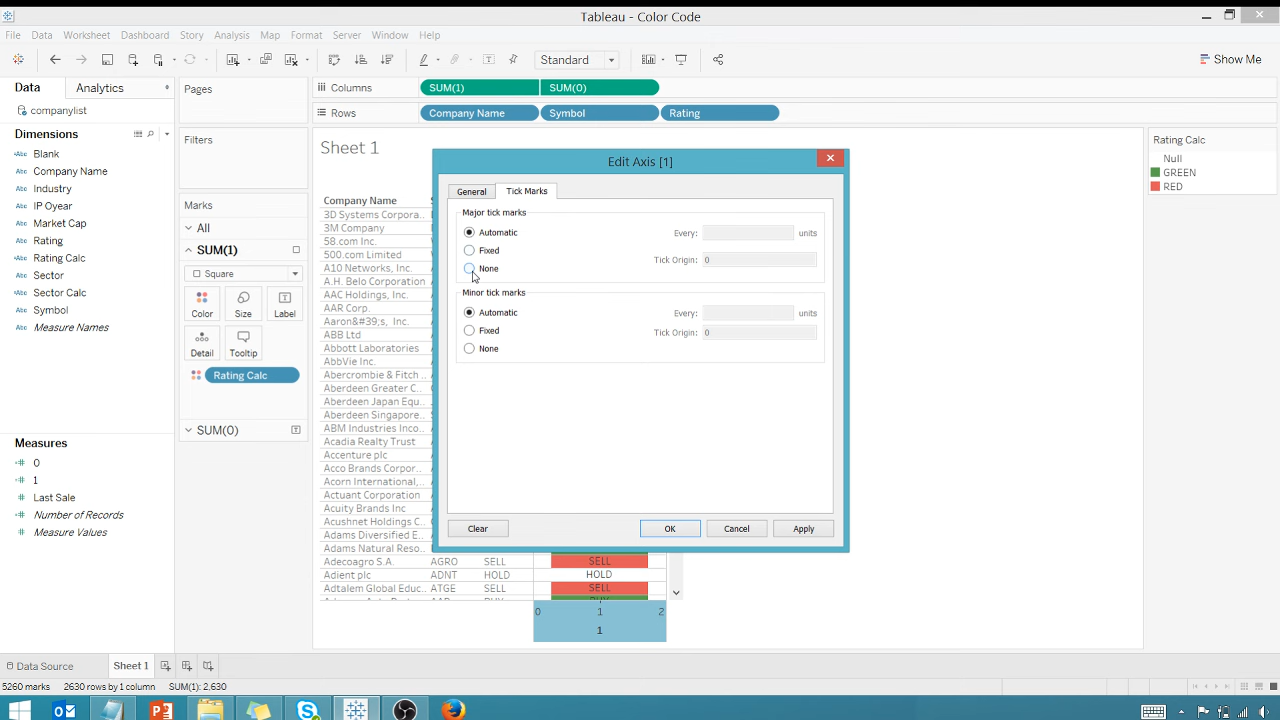 Tableau - Color Code
File Data Worksheet Dashboard Story Analysis Map Format Server Window Help
Standard
Show Me
Data Analytics
companylist
Dimensions
Blank
Company Name
Industry
IP Oyear
Market Cap
Rating
Rating Calc
Sector
Sector Calc
Symbol
Measure Names
Measures
0
1
Last Sale
Number of Records
Measure Values
Pages
Filters
Marks
All
SUM(1)
Square
Color Size Label
Detail Tooltip
Rating Calc
SUM(0)
Columns SUM(1) SUM(0)
Rows Company Name Symbol Rating
Sheet 1
Company Name
3D Systems Corpora..
3M Company
58.com Inc.
500.com Limited
A10 Networks, Inc.
A.H. Belo Corporation
AAC Holdings, Inc.
AAR Corp.
Aaron&#39;s, Inc.
ABB Ltd
Abbott Laboratories
AbbVie Inc.
Abercrombie & Fitch ..
Aberdeen Greater C..
Aberdeen Japan Equ..
Aberdeen Singapore..
ABM Industries Inco..
Acadia Realty Trust
Accenture plc
Acco Brands Corpor..
Acorn International,..
Actuant Corporation
Acuity Brands Inc
Acushnet Holdings C..
Adams Diversified E..
Adams Natural Reso..
Adecoagro S.A. AGRO SELL SELL
Adient plc ADNT HOLD HOLD
Adtalem Global Educ.. ATGE SELL SELL
0 1 2
1
Edit Axis [1]
General Tick Marks
Major tick marks
Automatic Every: units
Fixed Tick Origin: 0
None
Minor tick marks
Automatic Every: units
Fixed Tick Origin: 0
None
Clear OK Cancel Apply
Rating Calc
Null
GREEN
RED
Data Source Sheet 1
5260 marks 2630 rows by 1 column SUM(1): 2,630